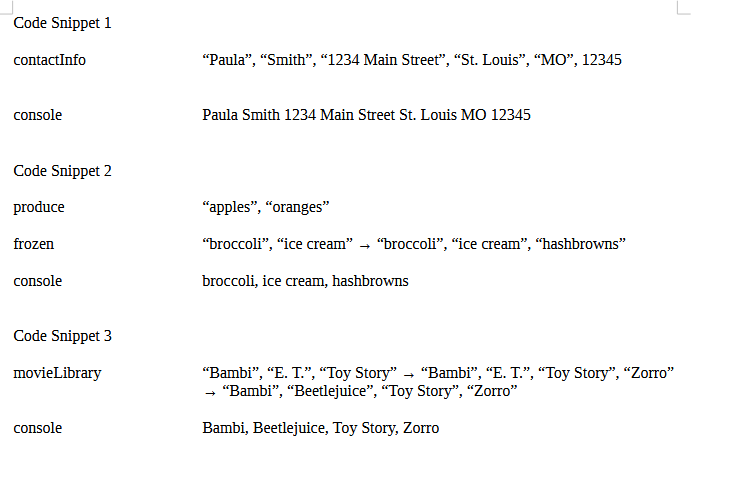 Code Snippet 1
contactInfo “Paula”, “Smith”, “1234 Main Street”, “St. Louis”, “MO”, 12345
console Paula Smith 1234 Main Street St. Louis MO 12345
Code Snippet 2
produce “apples”, “oranges”
frozen “broccoli”, “ice cream” → “broccoli”, “ice cream”, “hashbrowns”
console broccoli, ice cream, hashbrowns
Code Snippet 3
movieLibrary “Bambi”, “E. T.”, “Toy Story” → “Bambi”, “E. T.”, “Toy Story”, “Zorro”
→ “Bambi”, “Beetlejuice”, “Toy Story”, “Zorro”
console Bambi, Beetlejuice, Toy Story, Zorro